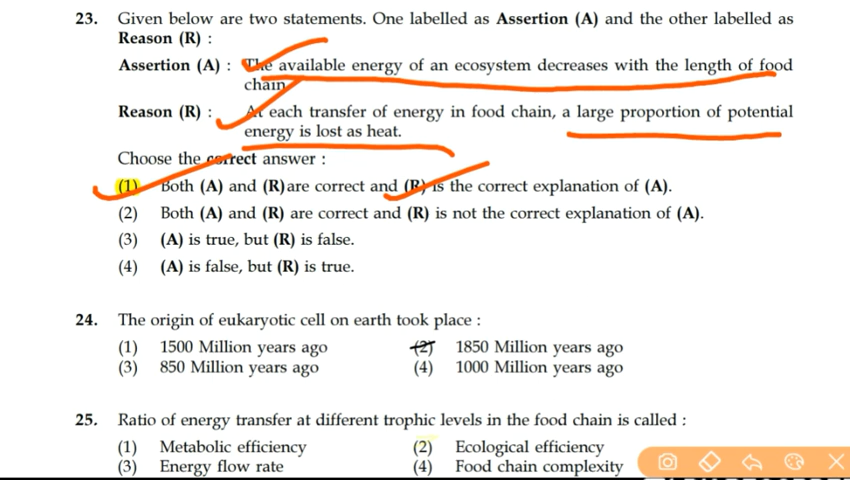 23. Given below are two statements. One labelled as Assertion (A) and the other labelled as
Reason (R) :
Assertion (A) : The available energy of an ecosystem decreases with the length of food
chain.
Reason (R) : At each transfer of energy in food chain, a large proportion of potential
energy is lost as heat.
Choose the correct answer :
(1) Both (A) and (R)are correct and (R) is the correct explanation of (A).
(2) Both (A) and (R) are correct and (R) is not the correct explanation of (A).
(3) (A) is true, but (R) is false.
(4) (A) is false, but (R) is true.
24. The origin of eukaryotic cell on earth took place :
(1) 1500 Million years ago (2) 1850 Million years ago
(3) 850 Million years ago (4) 1000 Million years ago
25. Ratio of energy transfer at different trophic levels in the food chain is called :
(1) Metabolic efficiency (2) Ecological efficiency
(3) Energy flow rate (4) Food chain complexity